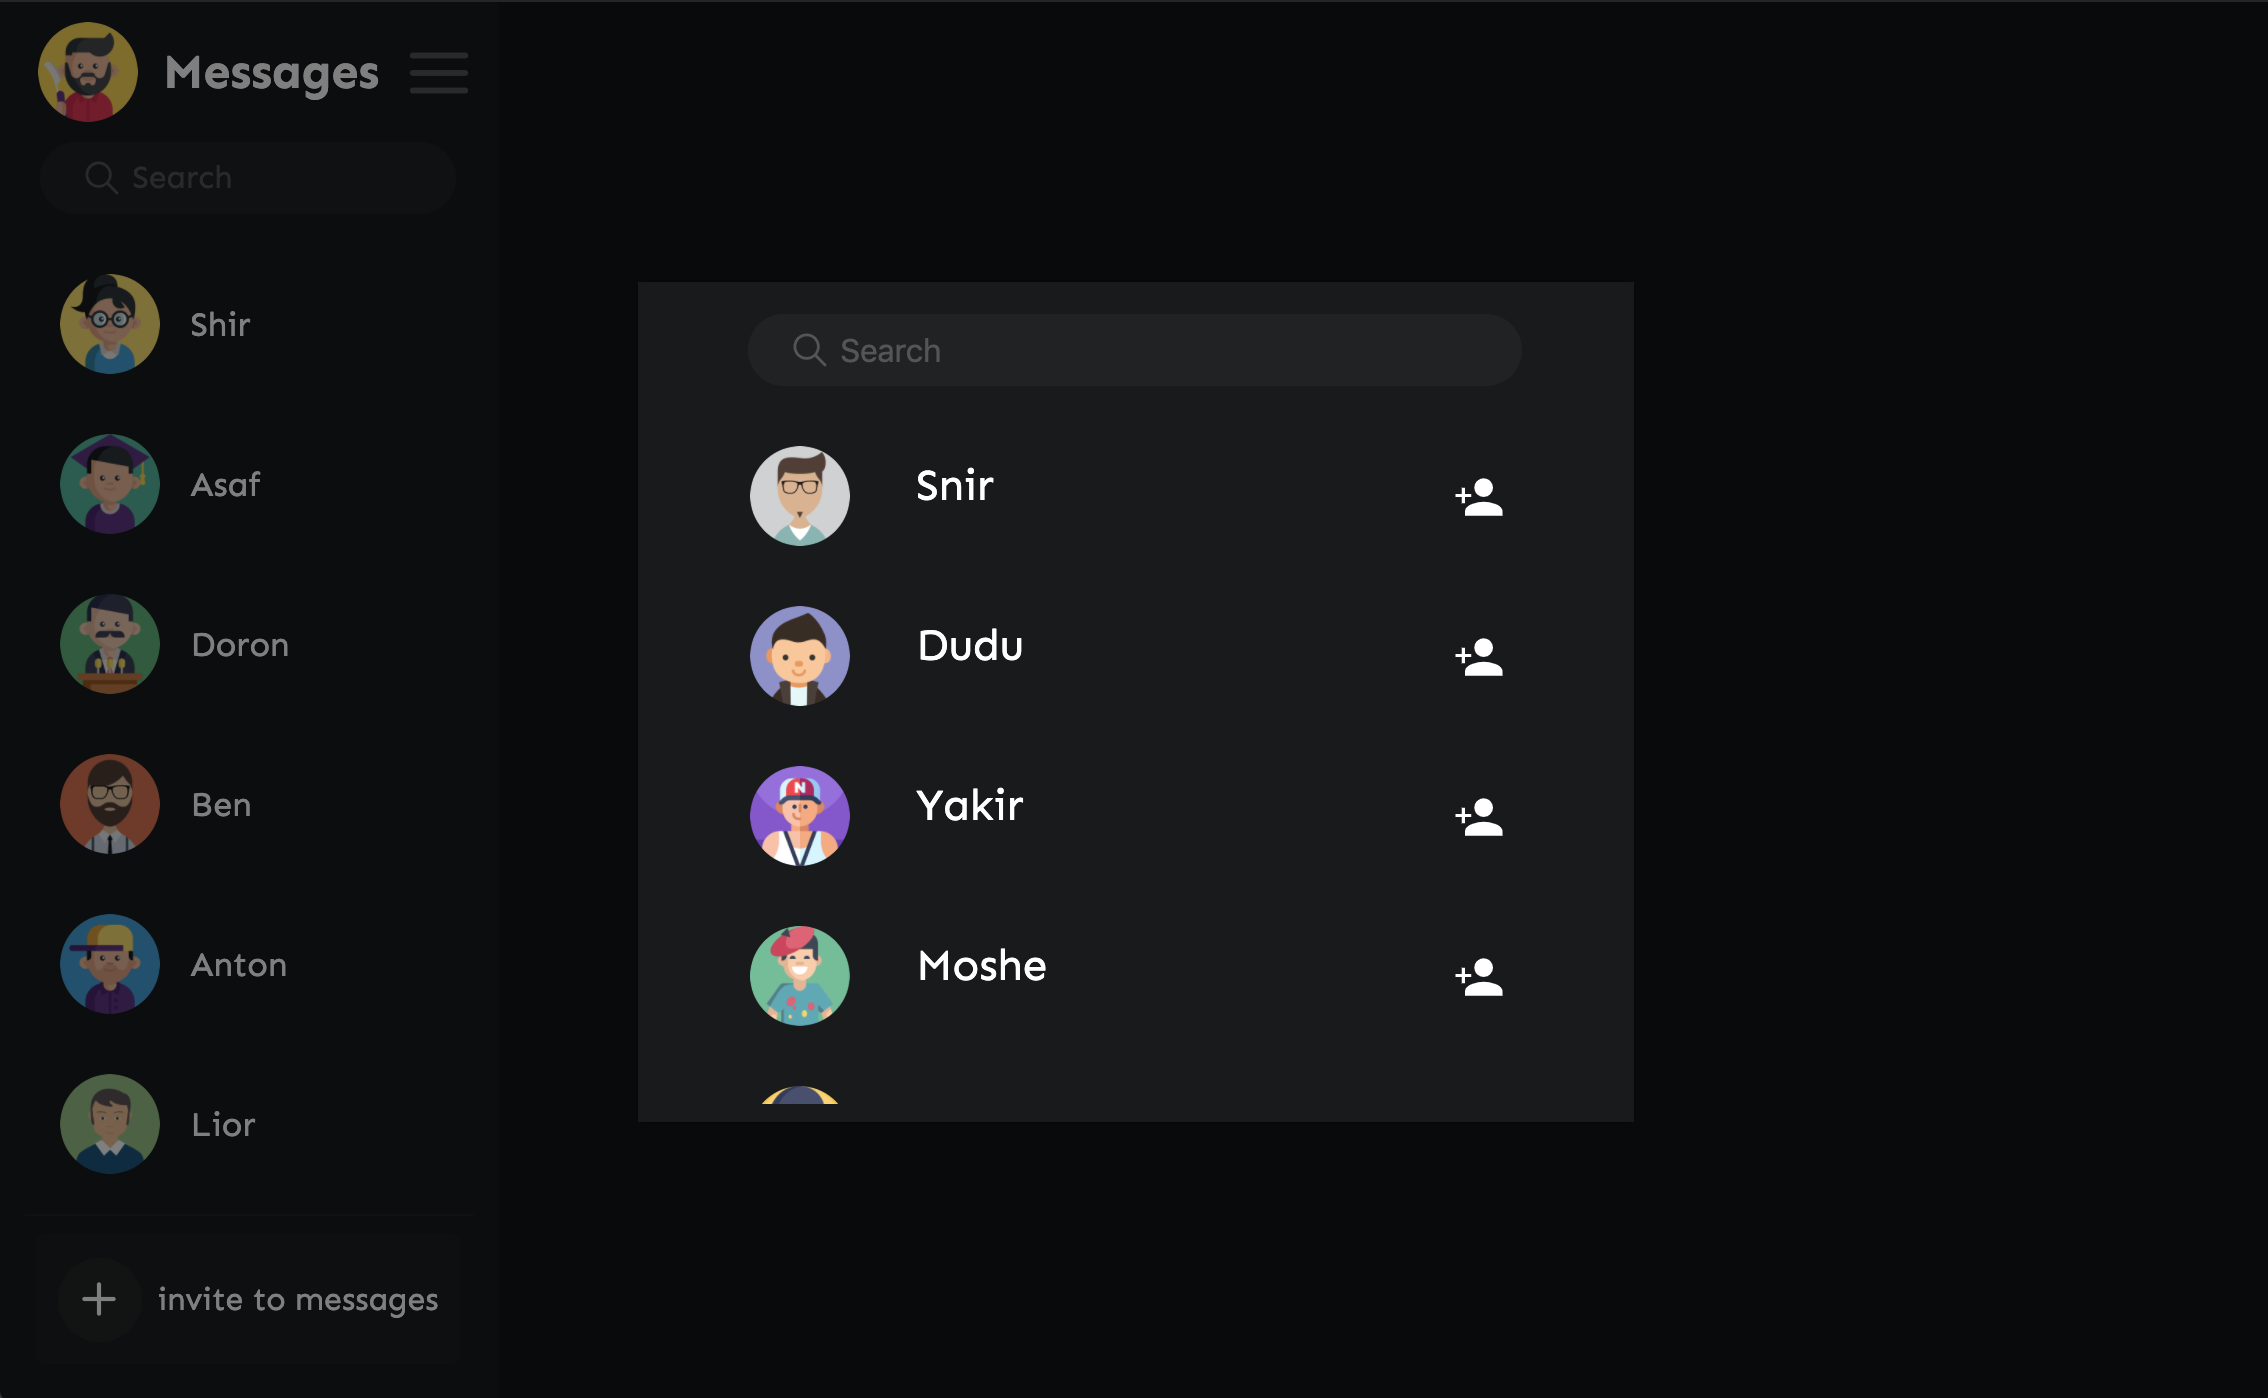 Messages
Search
Shir
Asaf
Doron
Ben
Anton
Lior
invite to messages
Search
Snir
Dudu
Yakir
N
Moshe